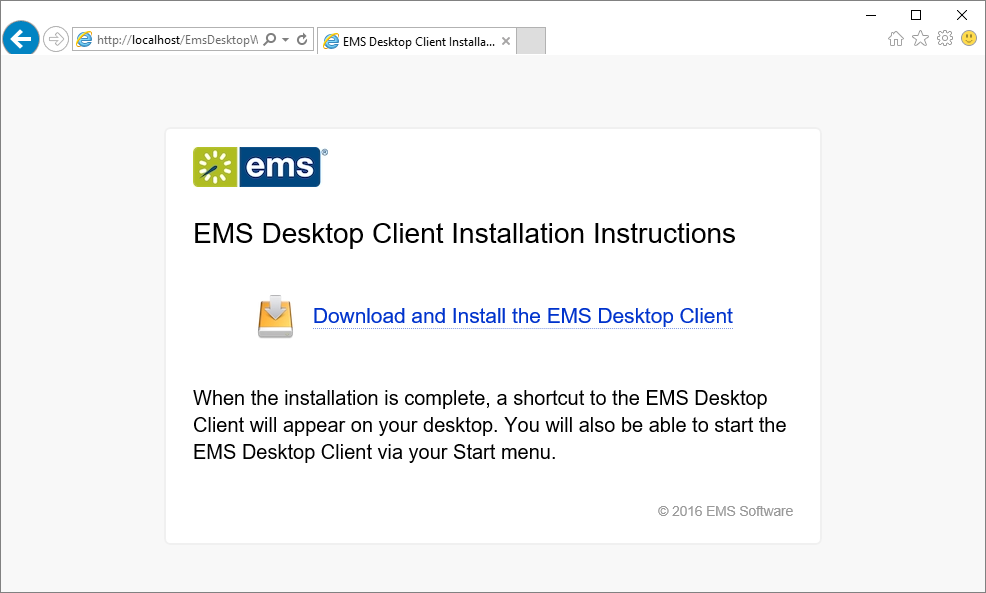 http://localhost/EmsDesktopW
EMS Desktop Client Installa...
ems®
EMS Desktop Client Installation Instructions
Download and Install the EMS Desktop Client
When the installation is complete, a shortcut to the EMS Desktop
Client will appear on your desktop. You will also be able to start the
EMS Desktop Client via your Start menu.
© 2016 EMS Software